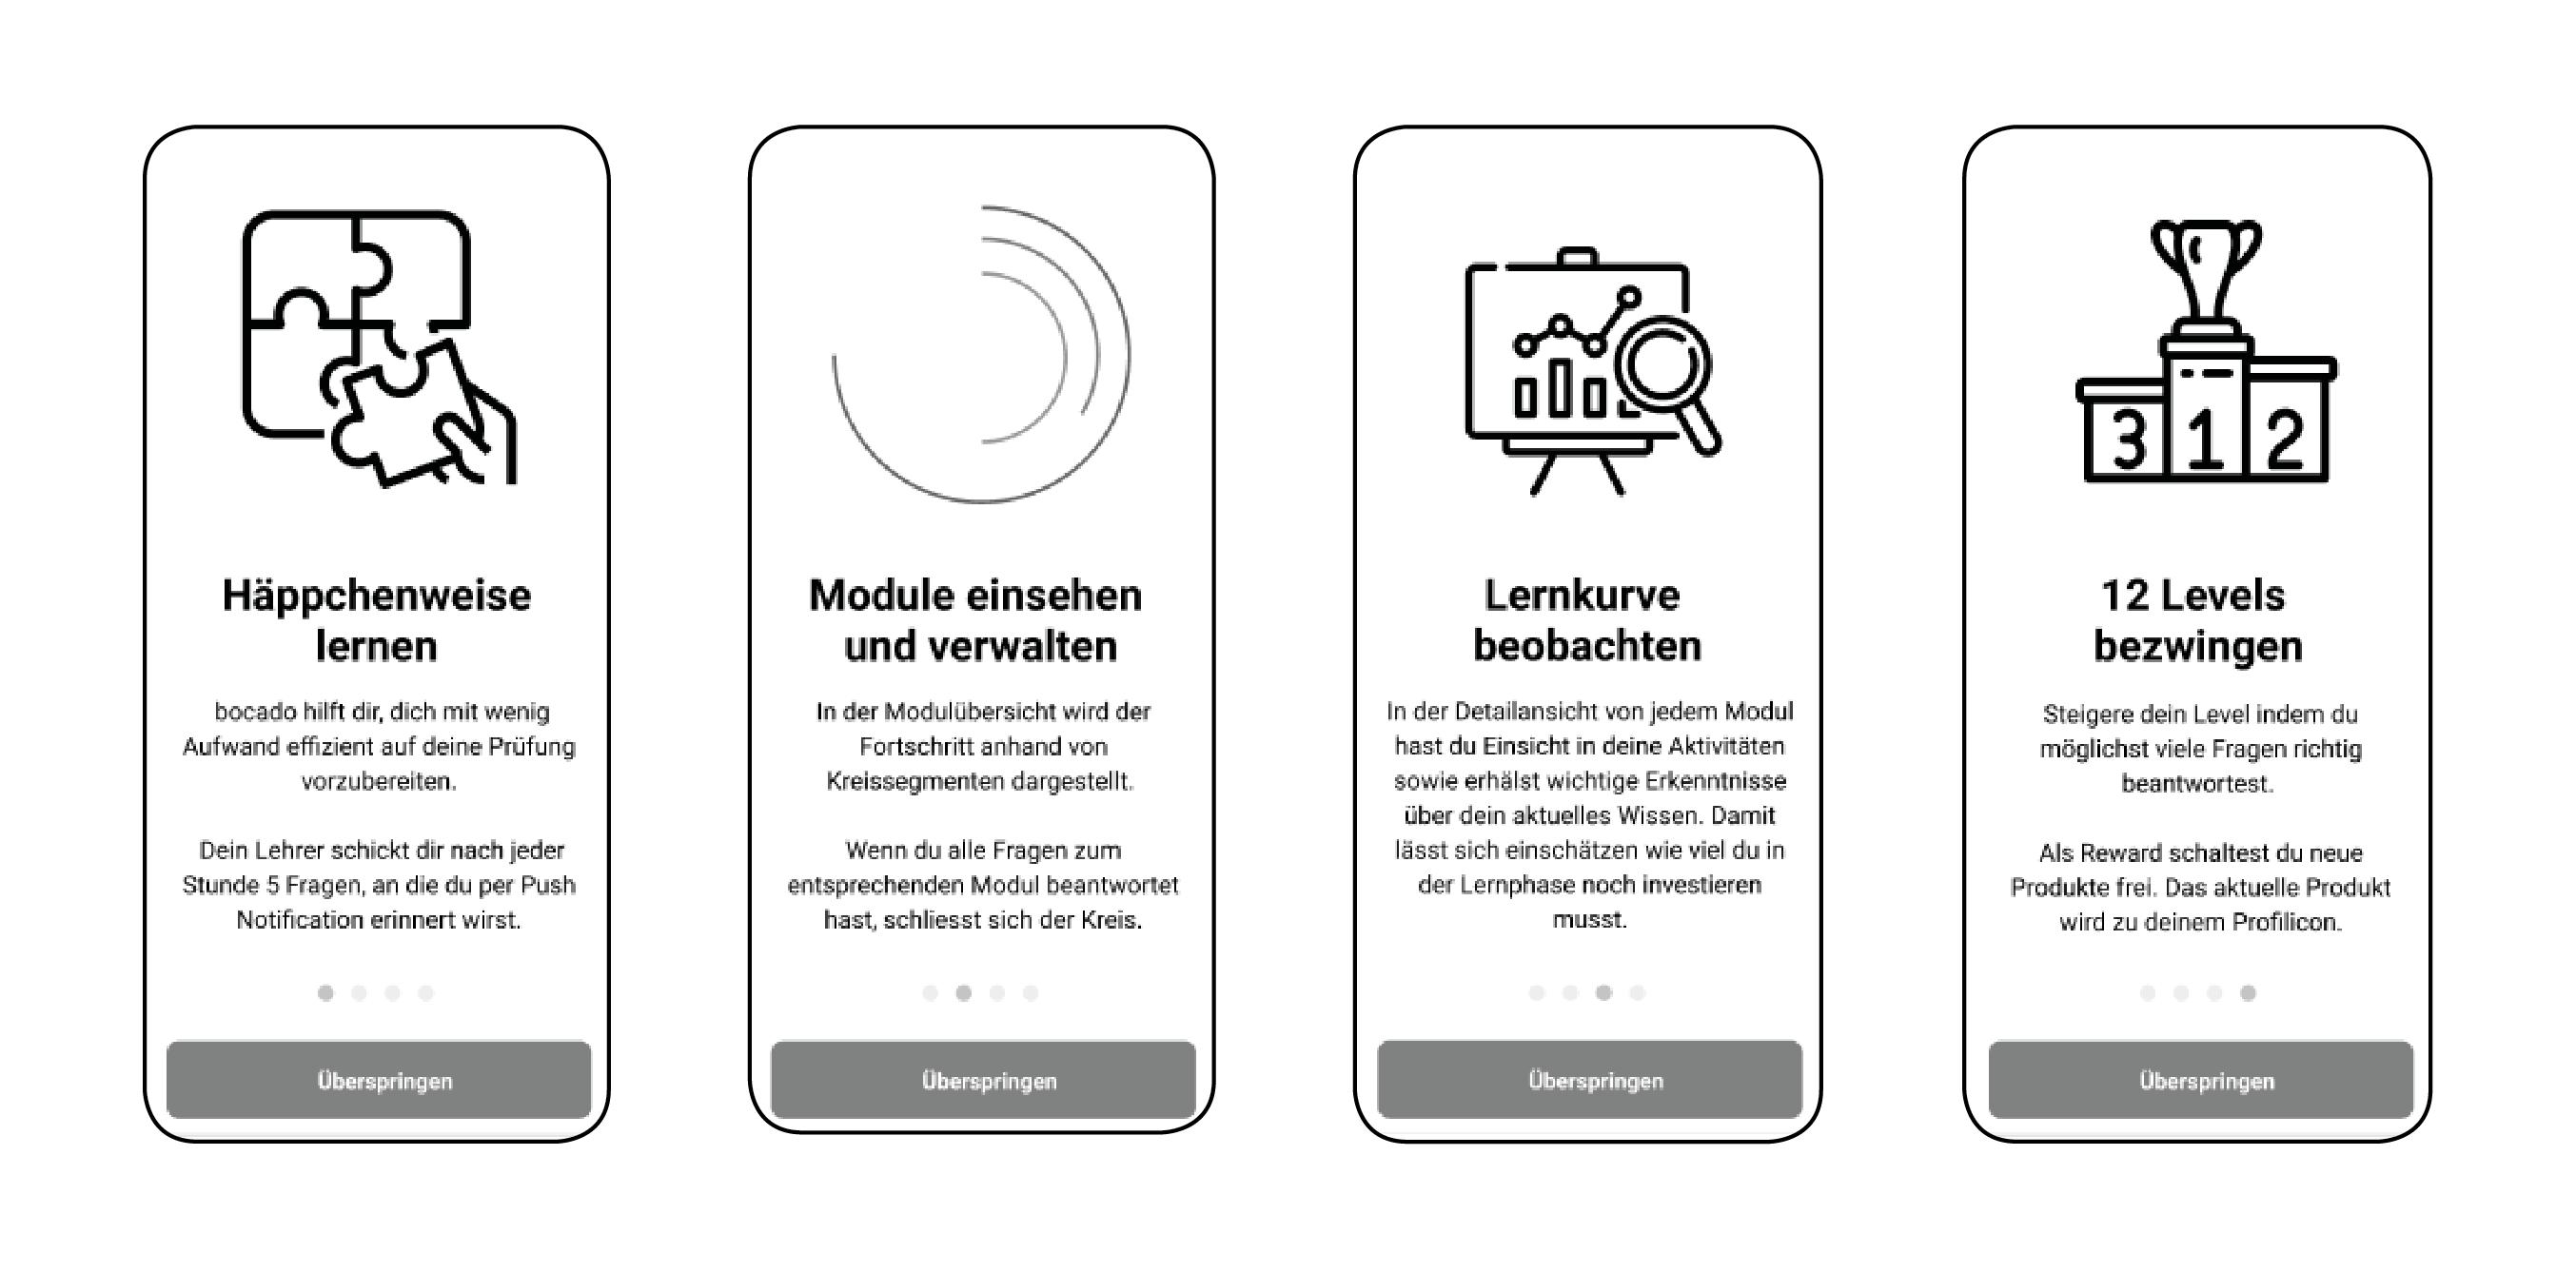 Häppchenweise
lernen
bocado hilft dir, dich mit wenig
Aufwand effizient auf deine Prüfung
vorzubereiten.
Dein Lehrer schickt dir nach jeder
Stunde 5 Fragen, an die du per Push
Notification erinnert wirst.
Überspringen
Module einsehen
und verwalten
In der Modulübersicht wird der
Fortschritt anhand von
Kreissegmenten dargestellt.
Wenn du alle Fragen zum
entsprechenden Modul beantwortet
hast, schliesst sich der Kreis.
Überspringen
Lernkurve
beobachten
In der Detailansicht von jedem Modul
hast du Einsicht in deine Aktivitäten
sowie erhälst wichtige Erkenntnisse
über dein aktuelles Wissen. Damit
lässt sich einschätzen wie viel du in
der Lernphase noch investieren
musst.
Überspringen
3 1 2
12 Levels
bezwingen
Steigere dein Level indem du
möglichst viele Fragen richtig
beantwortest.
Als Reward schaltest du neue
Produkte frei. Das aktuelle Produkt
wird zu deinem Profilicon.
Überspringen